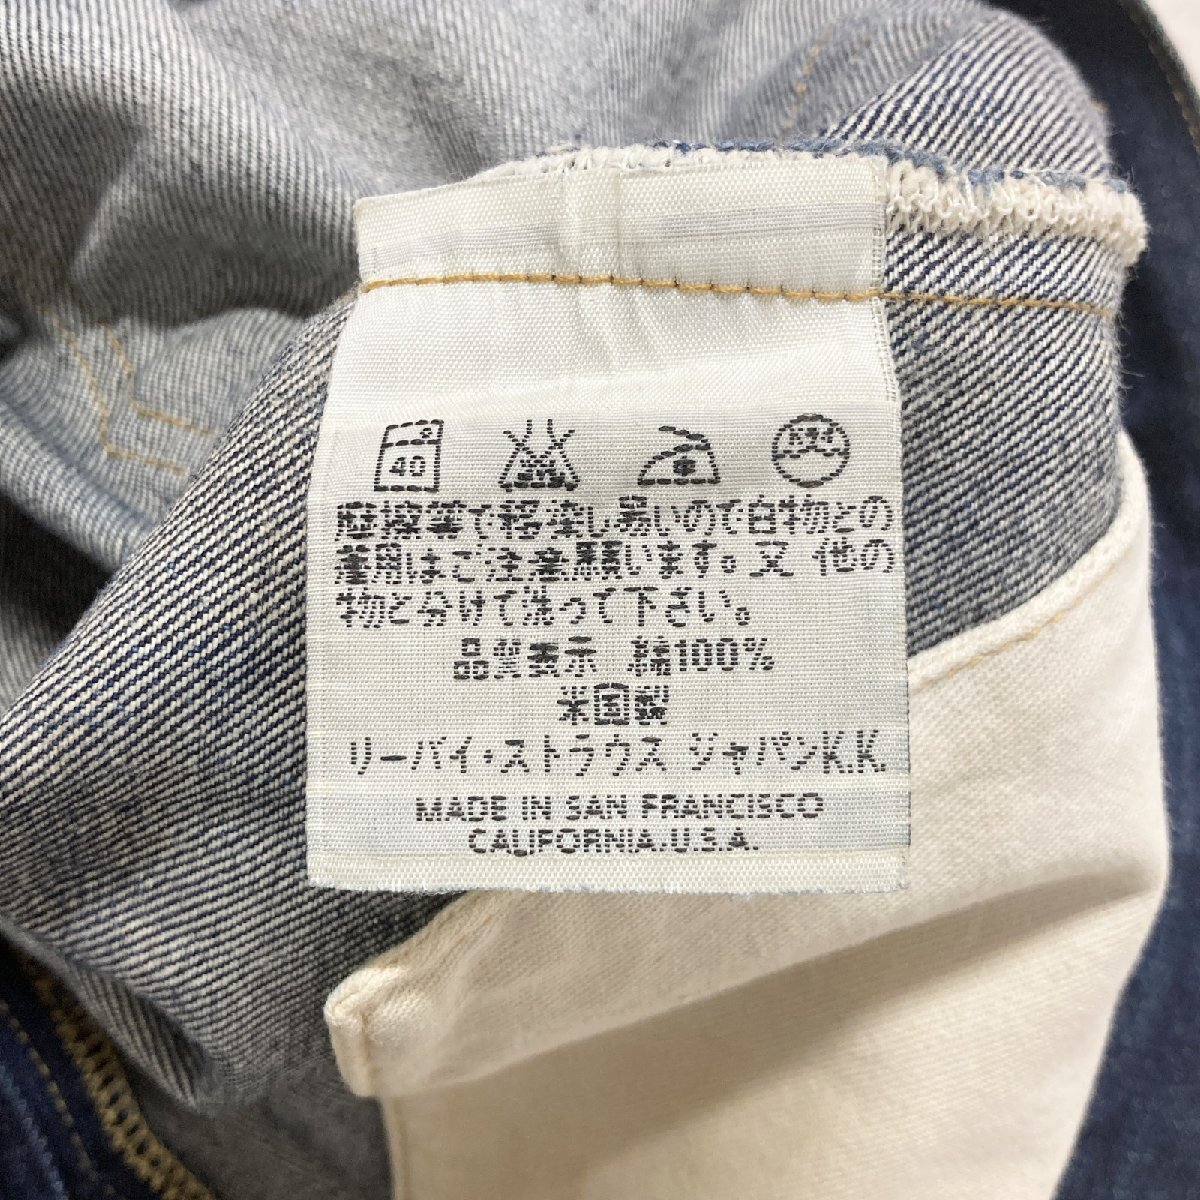 40
摩擦等で移染し易いので白物との
着用はご注意願います。又 他の
物と分けて洗って下さい。
品質表示 綿100%
米国製
リーバイ・ストラウス ジャパンK.K.
MADE IN SAN FRANCISCO
CALIFORNIA.U.S.A.